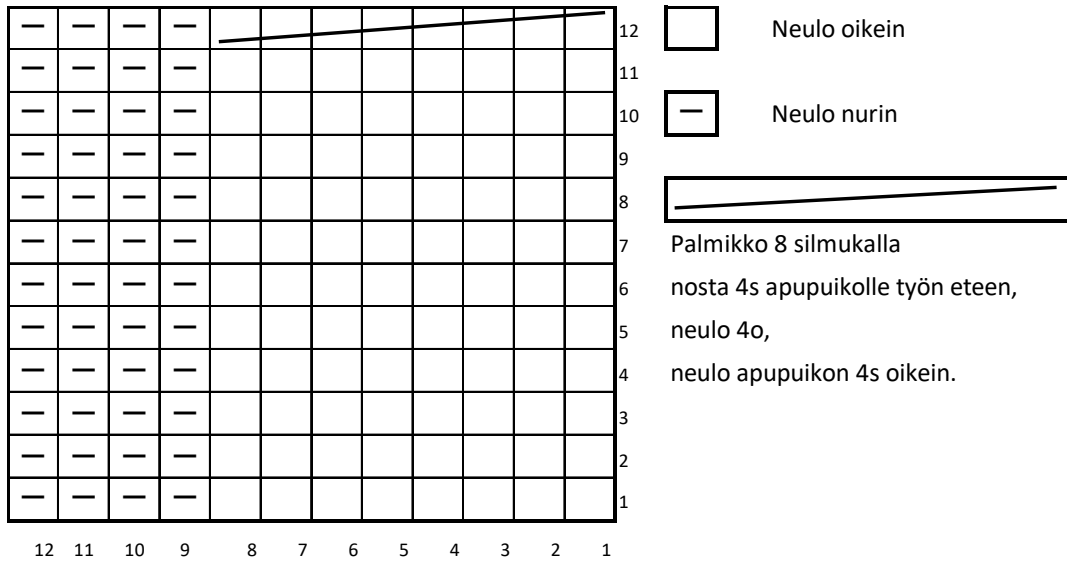 12
11
10
9
8
7
6
5
4
3
2
1
12 11 10 9 8 7 6 5 4 3 2 1
Neulo oikein
Neulo nurin
Palmikko 8 silmukalla
nosta 4s apupuikolle työn eteen,
neulo 4o,
neulo apupuikon 4s oikein.